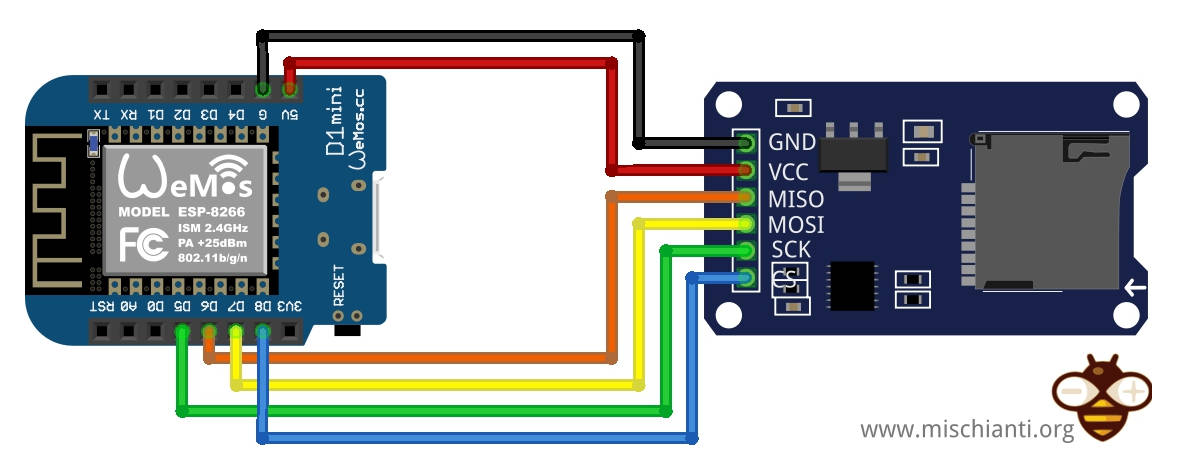 TX RX D1 D2 D3 D4 G 5V
D1 mini
WeMos.cc
WeMos
MODEL ESP-8266
ISM 2.4GHz
PA +25dBm
802.11b/g/n
FC
RESET
RST A0 D0 D5 D6 D7 D8 3V3
GND
VCC
MISO
MOSI
SCK
CS
www.mischianti.org